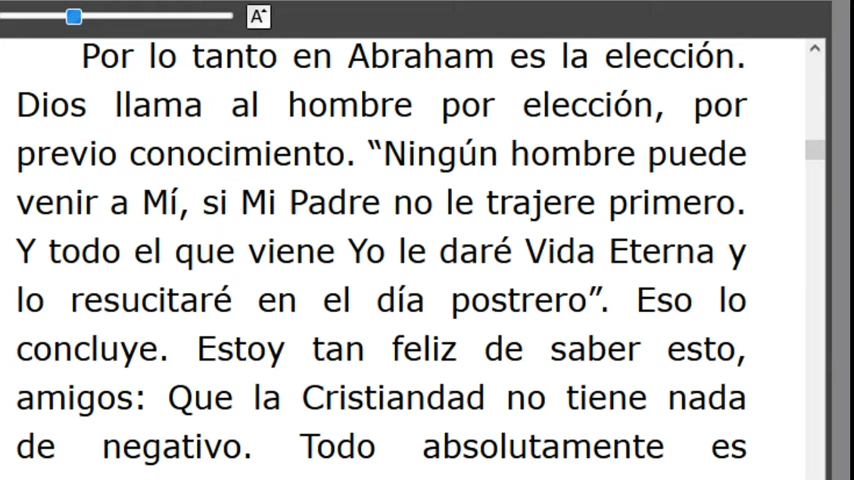 A
Por lo tanto en Abraham es la elección.
Dios llama al hombre por elección, por
previo conocimiento. “Ningún hombre puede
venir a Mí, si Mi Padre no le trajere primero.
Y todo el que viene Yo le daré Vida Eterna y
lo resucitaré en el día postrero”. Eso lo
concluye. Estoy tan feliz de saber esto,
amigos: Que la Cristiandad no tiene nada
de negativo. Todo absolutamente es